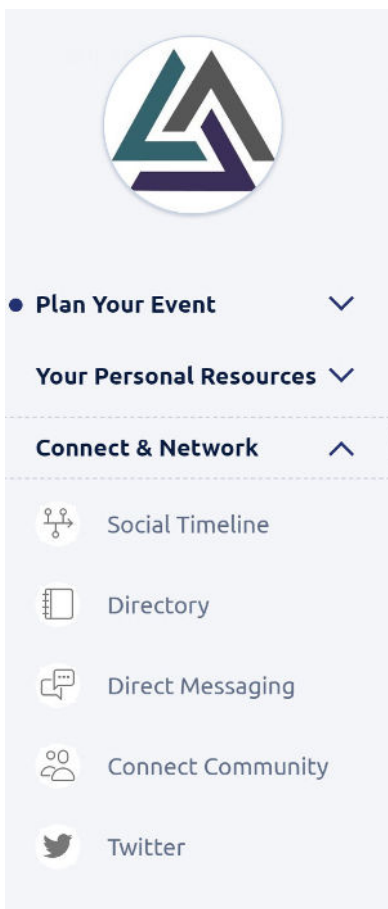 Plan Your Event
Your Personal Resources
Connect & Network
Social Timeline
Directory
Direct Messaging
Connect Community
Twitter